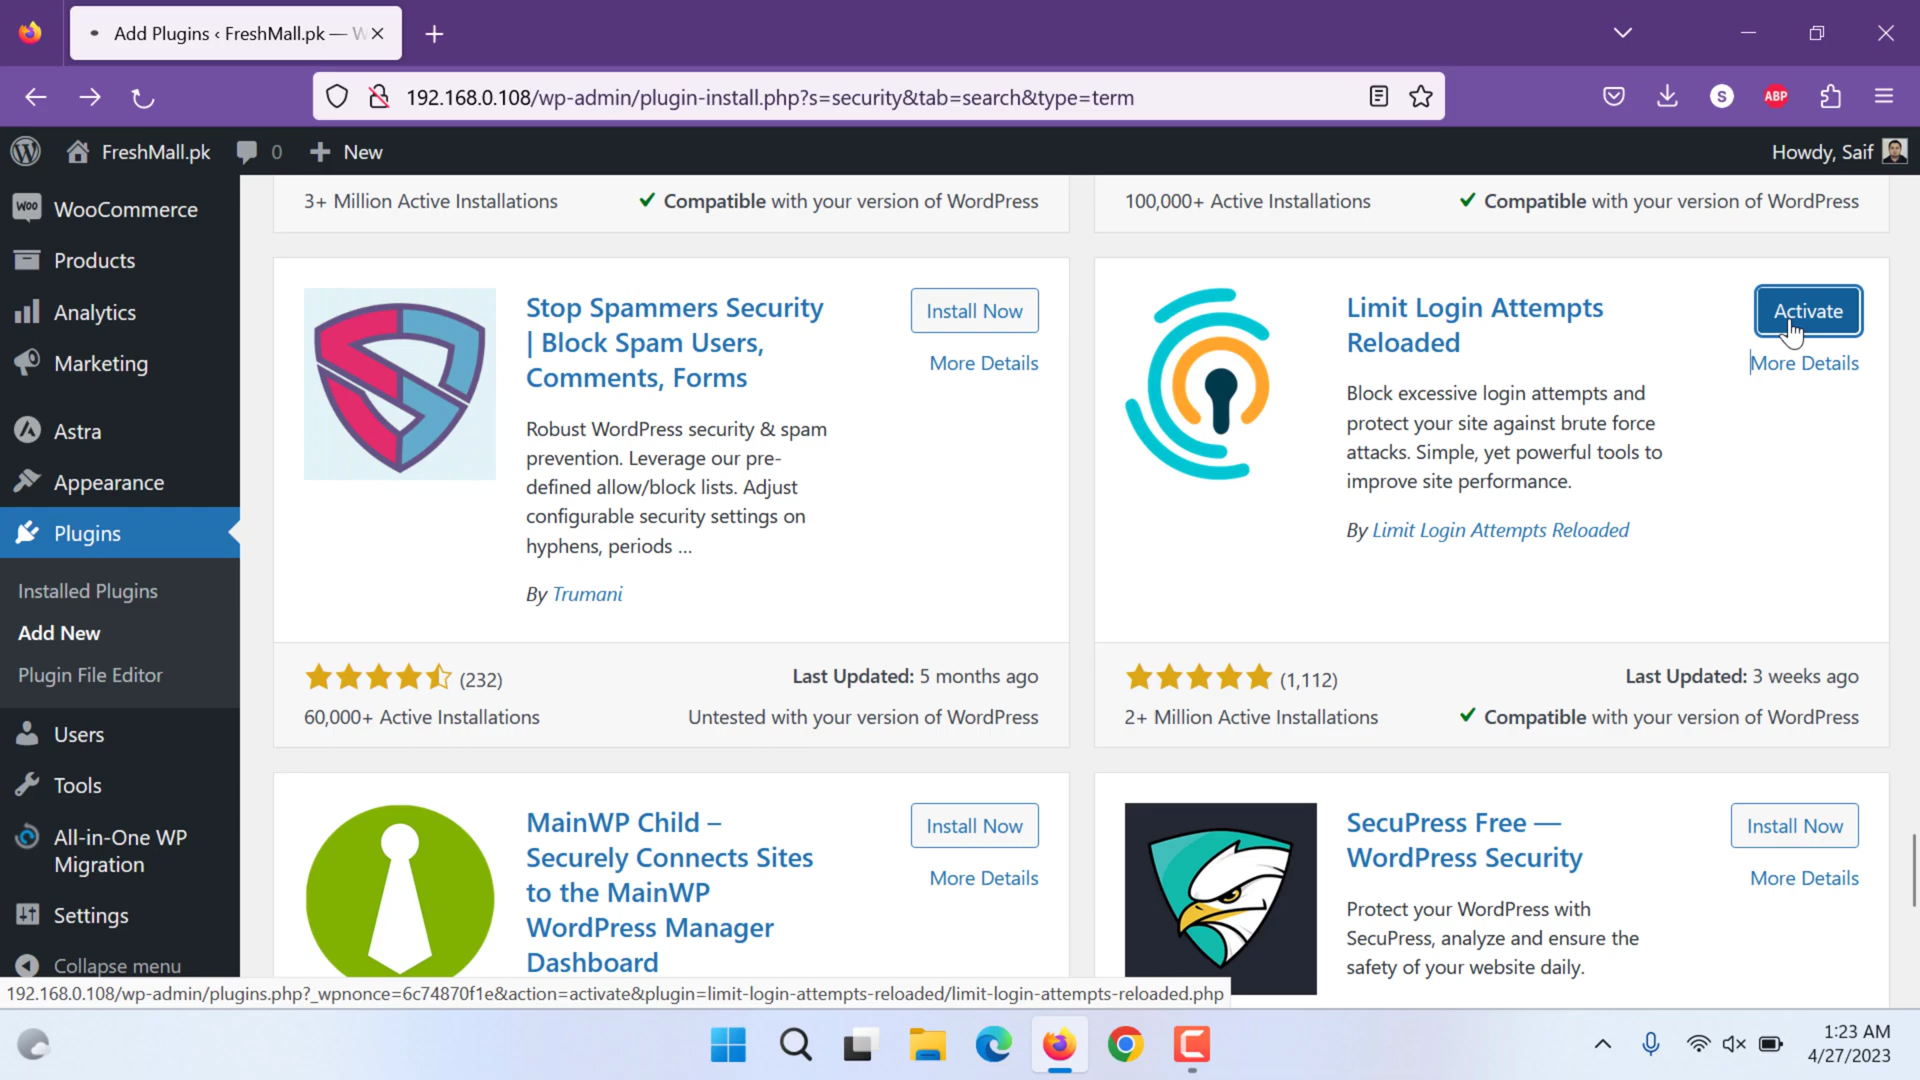 Add Plugins ‹ FreshMall.pk — W
192.168.0.108/wp-admin/plugin-install.php?s=security&tab=search&type=term
S
ABP
FreshMall.pk
0
New
Howdy, Saif
WOO
WooCommerce
Products
Analytics
Marketing
Astra
Appearance
Plugins
Installed Plugins
Add New
Plugin File Editor
Users
Tools
All-in-One WP
Migration
Settings
Collapse menu
3+ Million Active Installations
Compatible with your version of WordPress
100,000+ Active Installations
Compatible with your version of WordPress
Stop Spammers Security
| Block Spam Users,
Comments, Forms
Install Now
More Details
Robust WordPress security & spam
prevention. Leverage our pre-
defined allow/block lists. Adjust
configurable security settings on
hyphens, periods ...
By Trumani
(232)
60,000+ Active Installations
Last Updated: 5 months ago
Untested with your version of WordPress
Limit Login Attempts
Reloaded
Activate
More Details
Block excessive login attempts and
protect your site against brute force
attacks. Simple, yet powerful tools to
improve site performance.
By Limit Login Attempts Reloaded
(1,112)
2+ Million Active Installations
Last Updated: 3 weeks ago
Compatible with your version of WordPress
MainWP Child –
Securely Connects Sites
to the MainWP
WordPress Manager
Dashboard
Install Now
More Details
SecuPress Free —
WordPress Security
Install Now
More Details
Protect your WordPress with
SecuPress, analyze and ensure the
safety of your website daily.
192.168.0.108/wp-admin/plugins.php?_wpnonce=6c74870f1e&action=activate&plugin=limit-login-attempts-reloaded/limit-login-attempts-reloaded.php
1:23 AM
4/27/2023